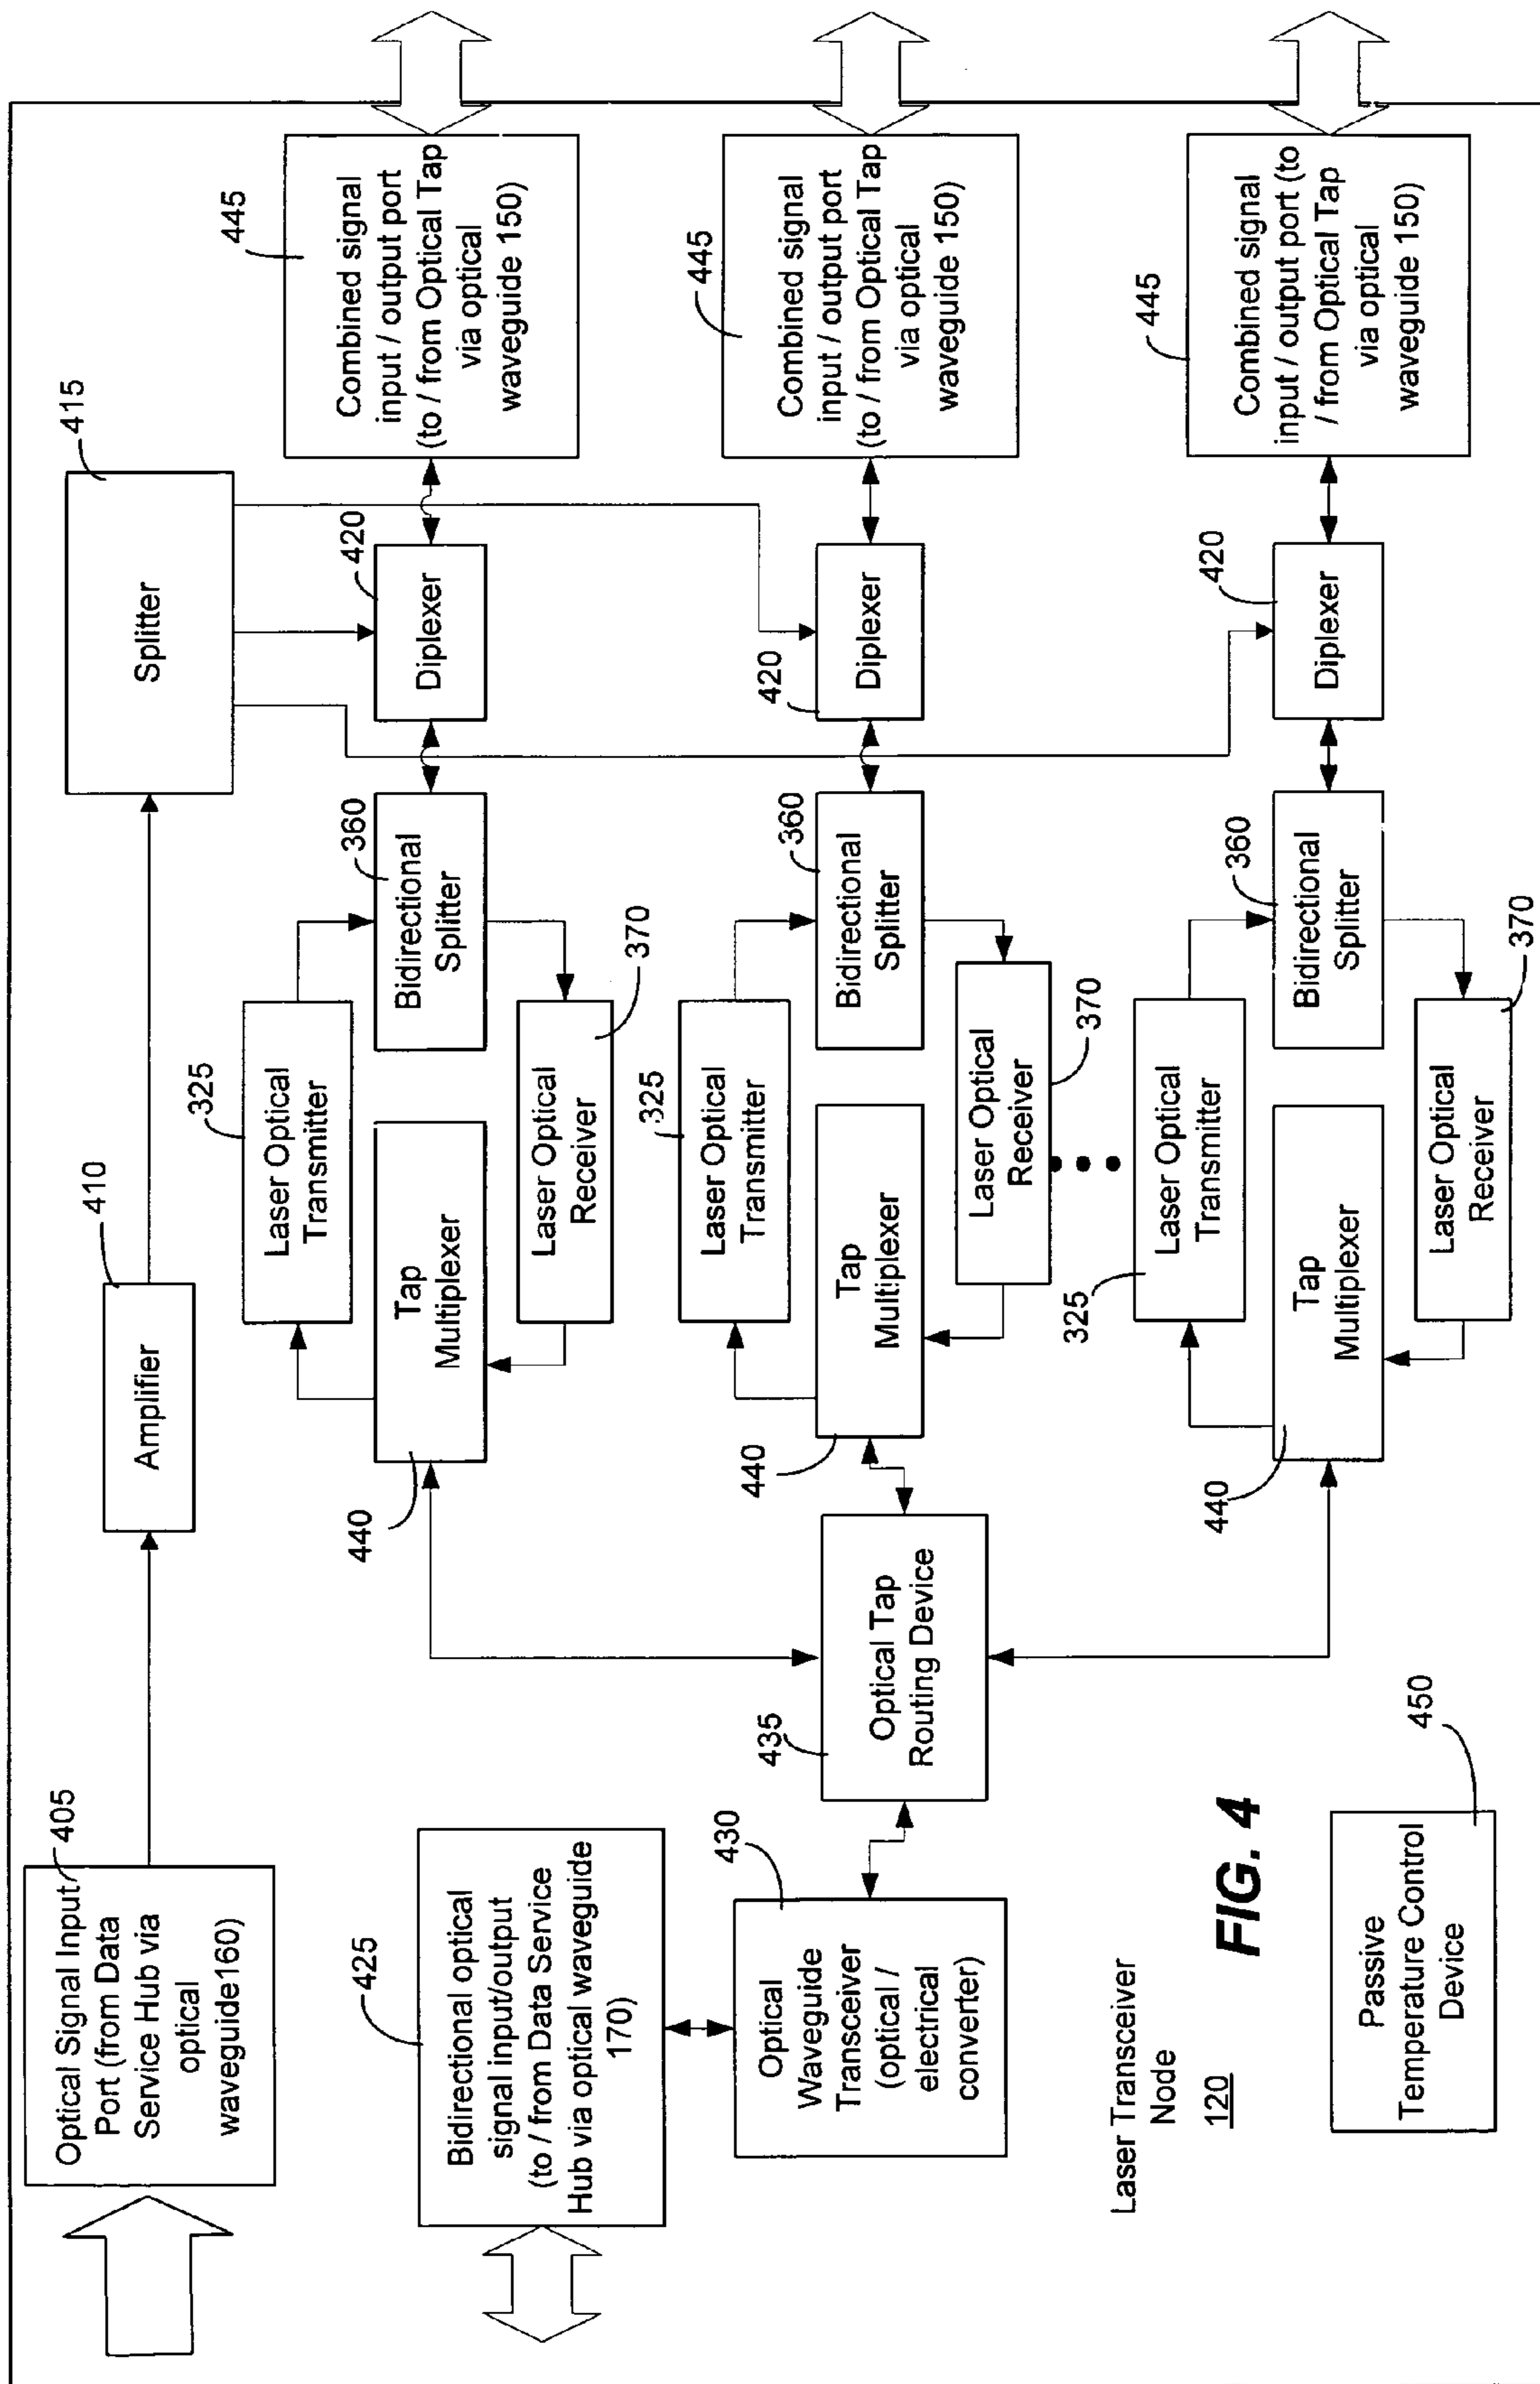 405
Optical Signal Input
Port (from Data
Service Hub via
optical
waveguide160)
410
Amplifier
415
Splitter
425
Bidirectional optical
signal input/output
(to / from Data Service
Hub via optical waveguide
170)
430
Optical
Waveguide
Transceiver
(optical /
electrical
converter)
435
Optical Tap
Routing Device
440
Tap
Multiplexer
325
Laser Optical
Transmitter
370
Laser Optical
Receiver
360
Bidirectional
Splitter
420
Diplexer
445
Combined signal
input / output port
(to / from Optical Tap
via optical
waveguide 150)
440
Tap
Multiplexer
325
Laser Optical
Transmitter
370
Laser Optical
Receiver
360
Bidirectional
Splitter
420
Diplexer
445
Combined signal
input / output port
(to / from Optical Tap
via optical
waveguide 150)
440
Tap
Multiplexer
325
Laser Optical
Transmitter
370
Laser Optical
Receiver
360
Bidirectional
Splitter
420
Diplexer
445
Combined signal
input / output port (to
/ from Optical Tap
via optical
waveguide 150)
Laser Transceiver
Node
120
FIG. 4
450
Passive
Temperature Control
Device